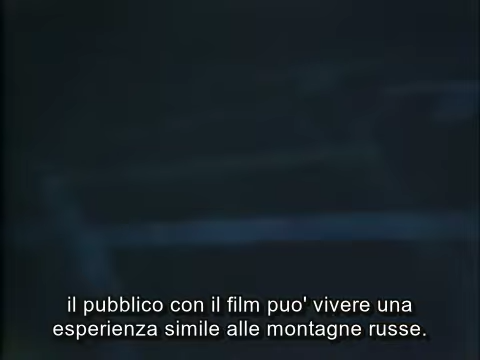 il pubblico con il film puo' vivere una
esperienza simile alle montagne russe.